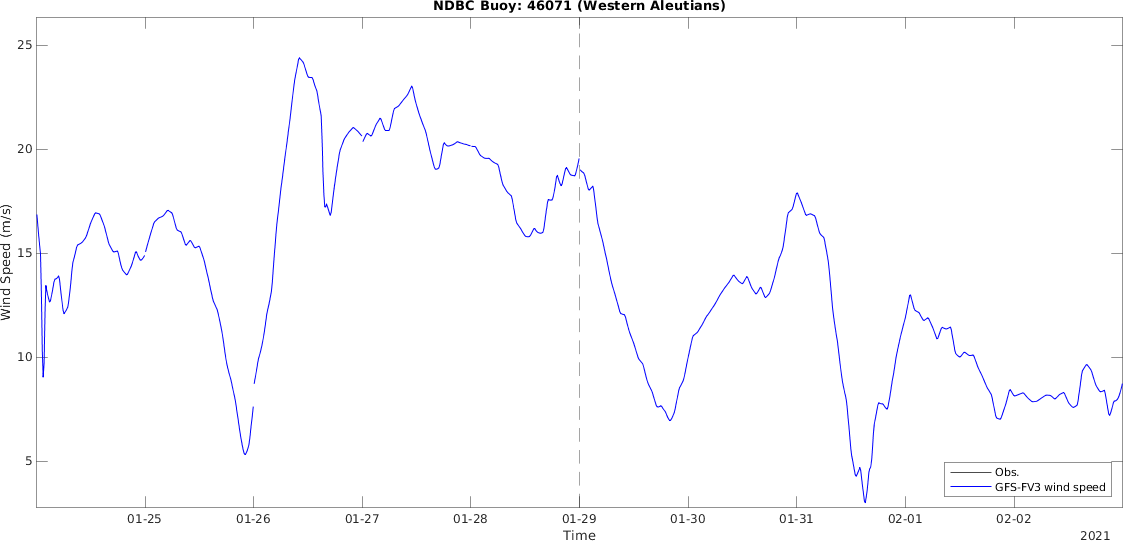 NDBC Buoy: 46071 (Western Aleutians)
25
20
15
10
5
Wind Speed (m/s)
01-25 01-26 01-27 01-28 01-29 01-30 01-31 02-01 02-02
Time
2021
Obs.
GFS-FV3 wind speed